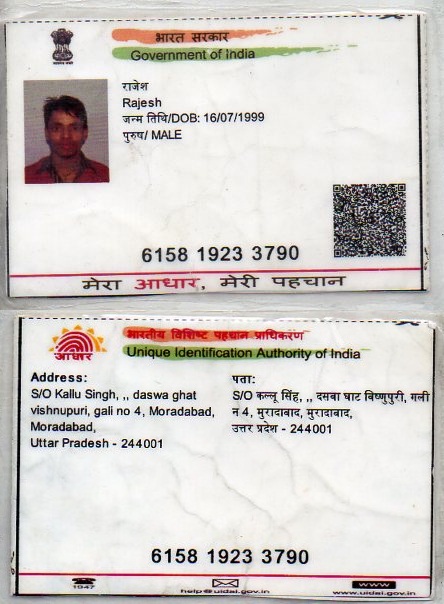 भारत सरकार
Government of India
राजेश
Rajesh
जन्म तिथि/DOB: 16/07/1999
पुरुष/ MALE
6158 1923 3790
मेरा आधार, मेरी पहचान
आधार
भारतीय विशिष्ट पहचान प्राधिकरण
Unique Identification Authority of India
Address:
S/O Kallu Singh, ,, daswa ghat
vishnupuri, gali no 4, Moradabad,
Moradabad,
Uttar Pradesh - 244001
पता:
S/O कल्लू सिंह, ,, दसवा घाट बिष्णुपुरी, गली
न 4, मुरादाबाद, मुरादाबाद,
उत्तर प्रदेश - 244001
6158 1923 3790
1947
help@uidai.gov.in
www
www.uidai.gov.in